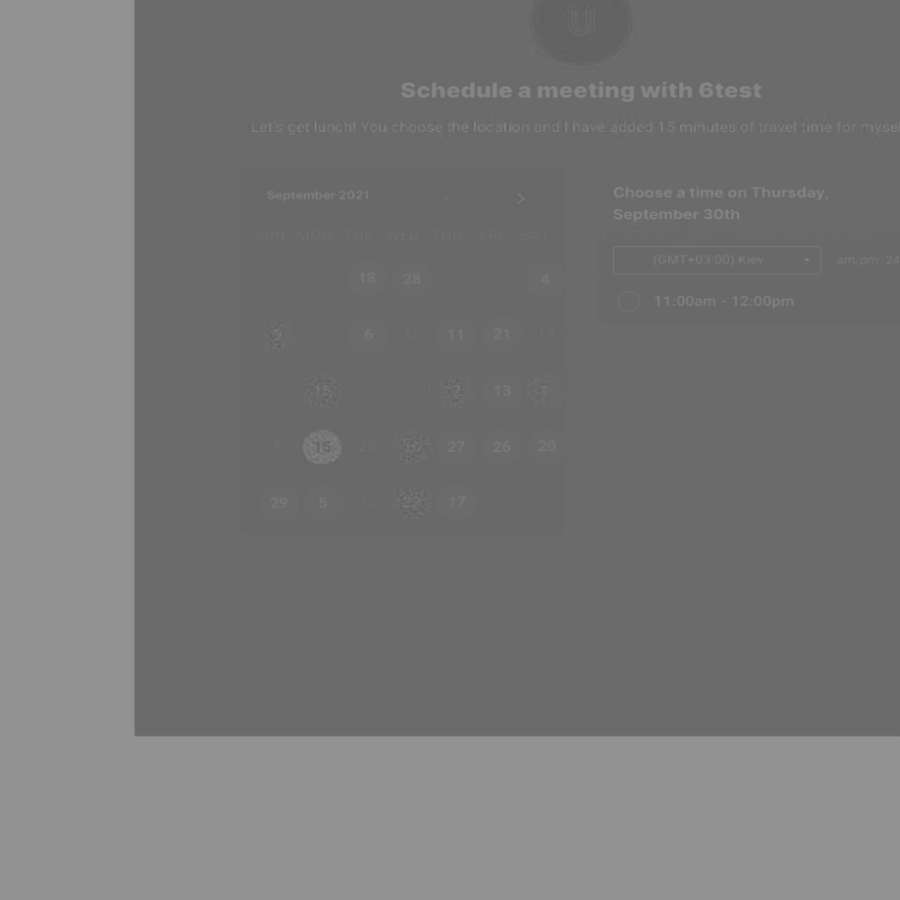 U
Schedule a meeting with 6test
Let's get lunch! You choose the location and I have added 15 minutes of travel time for myse
September 2021
SUN MON TUE WED THU FRI SAT
18 28 4
6 11 21
13
15 27 26 20
29 5 17
Choose a time on Thursday,
September 30th
(GMT+03:00) Kiev
am/pm 24
11:00am - 12:00pm